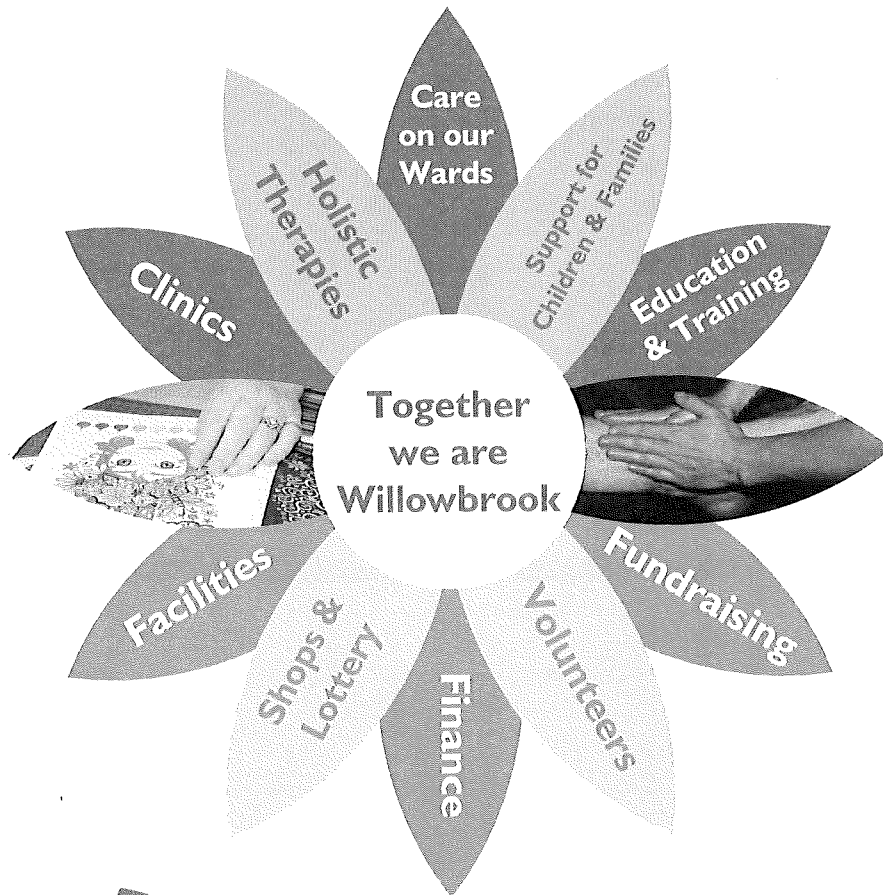 Care
on our
Wards
Support for
Children & Families
Education
& Training
Fundraising
Volunteers
Finance
Shops &
Lottery
Facilities
Clinics
Holistic
Therapies
Together
we are
Willowbrook